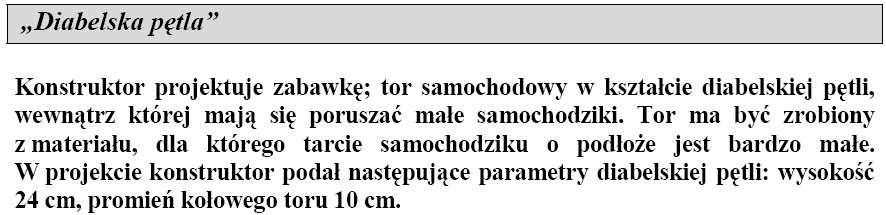 „Diabelska pętla”
Konstruktor projektuje zabawkę; tor samochodowy w kształcie diabelskiej pętli,
wewnątrz której mają się poruszać małe samochodziki. Tor ma być zrobiony
z materiału, dla którego tarcie samochodziku o podłoże jest bardzo małe.
W projekcie konstruktor podał następujące parametry diabelskiej pętli: wysokość
24 cm, promień kołowego toru 10 cm.